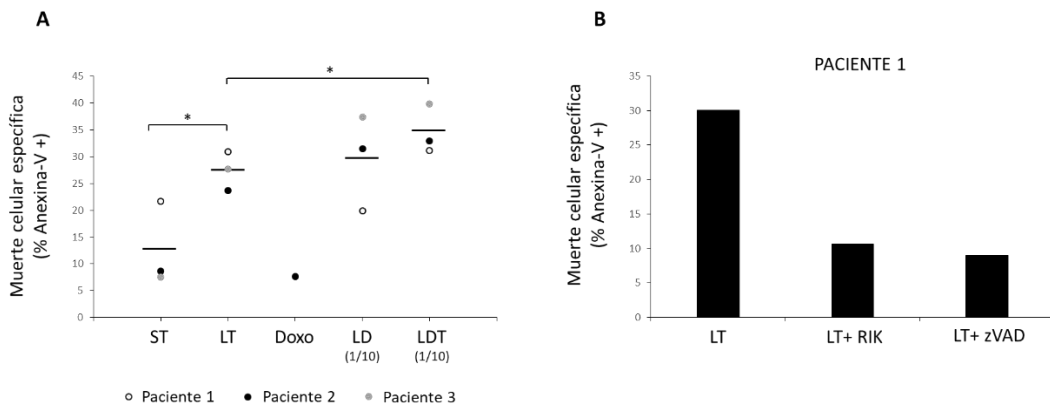 A
Muerte celular específica
(% Anexina-V +)
45
40
35
30
25
20
15
10
5
0
*
*
ST LT Doxo LD LDT
(1/10) (1/10)
Paciente 1 Paciente 2 Paciente 3
B
PACIENTE 1
Muerte celular específica
(% Anexina-V +)
35
30
25
20
15
10
5
0
LT LT+ RIK LT+ zVAD